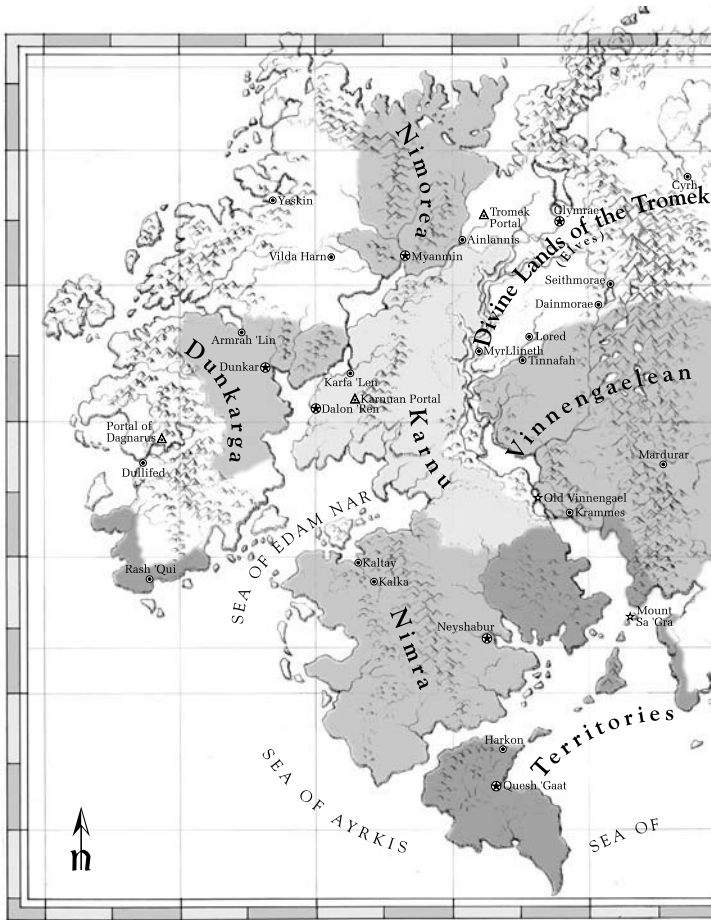 Nimorea
Cyrh
Yeskin
Tromek
Portal
Glymrae
Divine Lands of the Tromek
(Elves)
Ainlannis
Vilda Harn
Myanmin
Seithmorae
Dainmorae
Armrah 'Lin
Lored
MyrLlineth
Tinnafah
Dunkar
Dunkarga
Karfa 'Len
Karnuan Portal
Dalon 'Ren
Karnu
Vinnengaelean
Portal of
Dagnarus
Dullifed
Mardurar
Old Vinnengael
Krammes
SEA OF EDAM NAR
Rash 'Qui
Kaltay
Kalka
Nimra
Neyshabur
Mount
Sa 'Gra
Territories
Harkon
Quesh 'Gaat
SEA OF AYRKIS
SEA OF
n